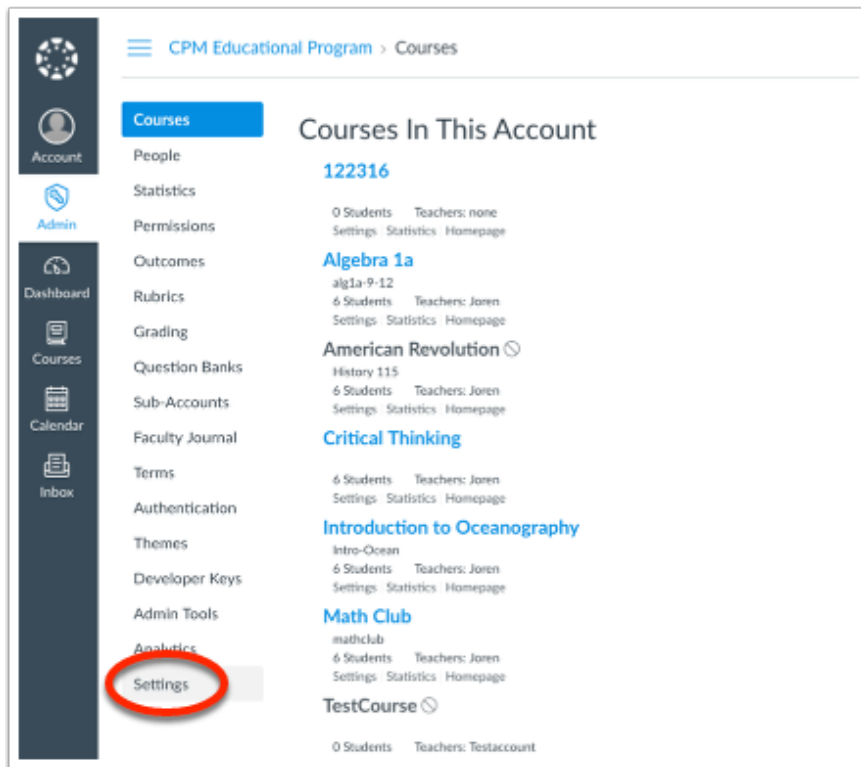 CPM Educational Program › Courses
Account
Admin
Dashboard
Courses
Calendar
Inbox
Courses
People
Statistics
Permissions
Outcomes
Rubrics
Grading
Question Banks
Sub-Accounts
Faculty Journal
Terms
Authentication
Themes
Developer Keys
Admin Tools
Analytics
Settings
Courses In This Account
122316
0 Students Teachers: none
Settings | Statistics | Homepage
Algebra 1a
alg1a-9-12
6 Students Teachers: Joren
Settings | Statistics | Homepage
American Revolution
History 115
6 Students Teachers: Joren
Settings | Statistics | Homepage
Critical Thinking
6 Students Teachers: Joren
Settings | Statistics | Homepage
Introduction to Oceanography
Intro-Ocean
6 Students Teachers: Joren
Settings | Statistics | Homepage
Math Club
mathclub
6 Students Teachers: Joren
Settings | Statistics | Homepage
TestCourse
0 Students Teachers: Testaccount